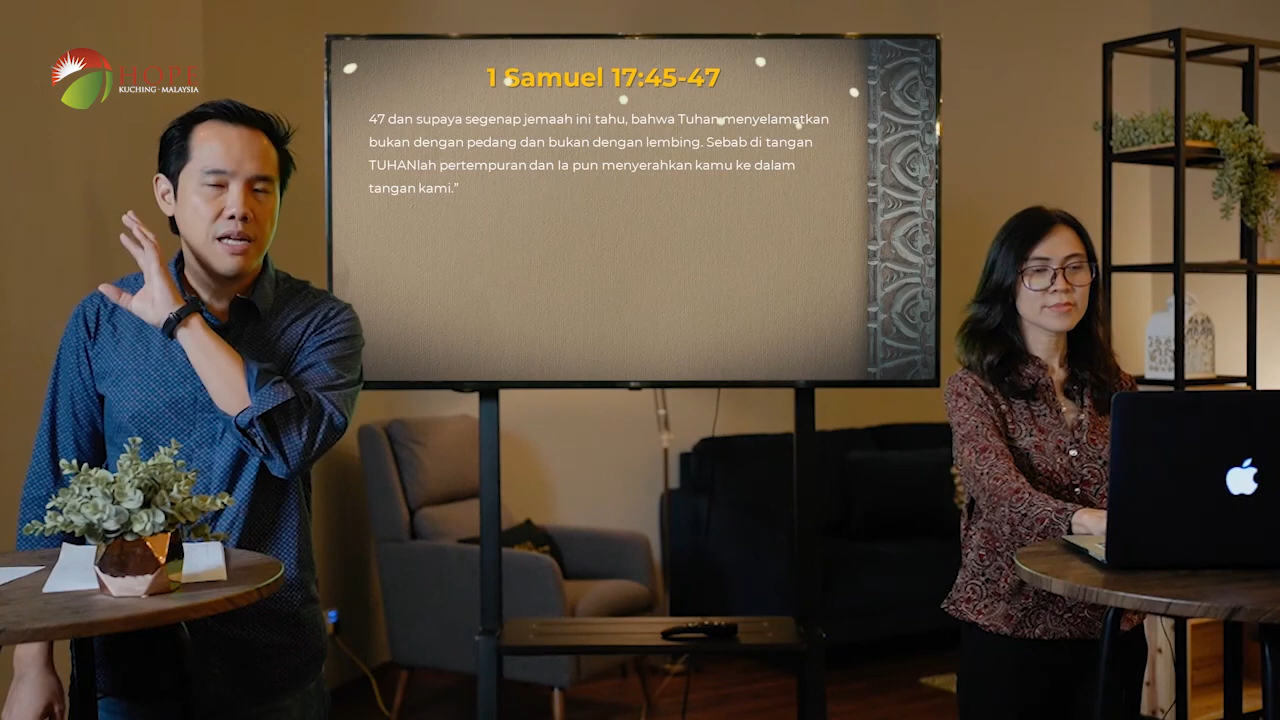 HOPE
KUCHING - MALAYSIA
1 Samuel 17:45-47
47 dan supaya segenap jemaah ini tahu, bahwa Tuhan menyelamatkan
bukan dengan pedang dan bukan dengan lembing. Sebab di tangan
TUHANlah pertempuran dan Ia pun menyerahkan kamu ke dalam
tangan kami.”